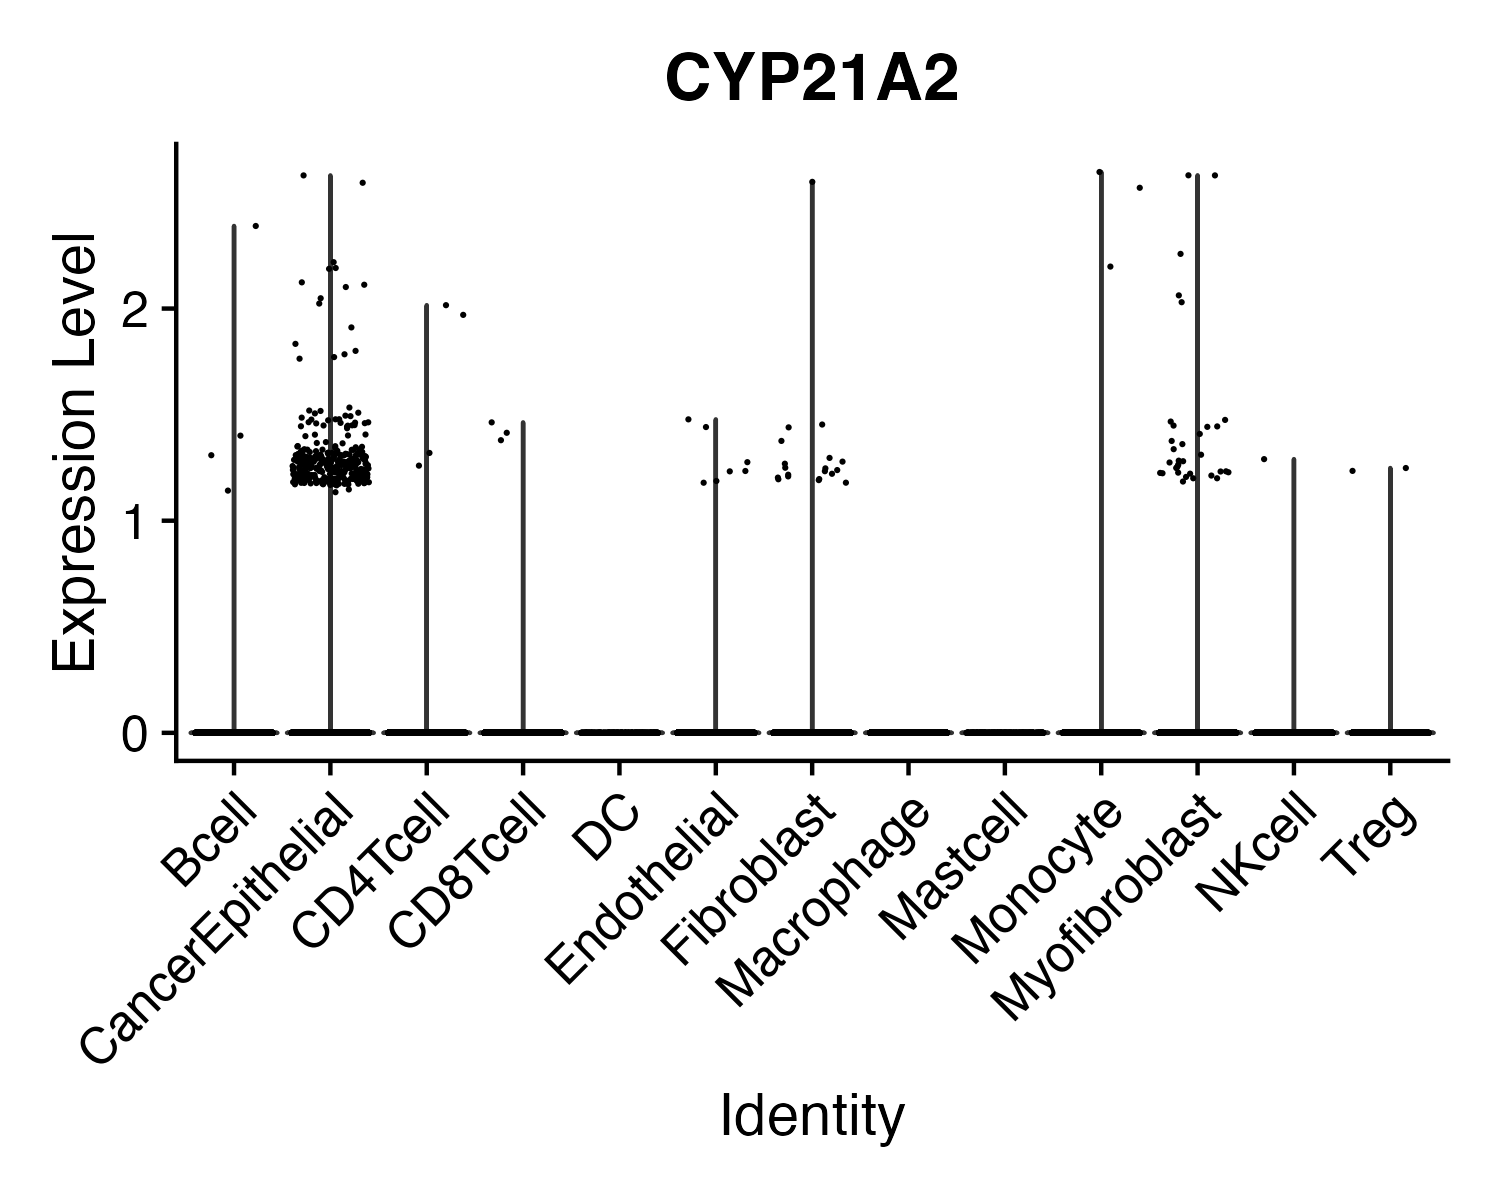 CYP21A2
Expression Level
2
1
0
Bcell
CancerEpithelial
CD4Tcell
CD8Tcell
DC
Endothelial
Fibroblast
Macrophage
Mastcell
Monocyte
Myofibroblast
NKcell
Treg
Identity